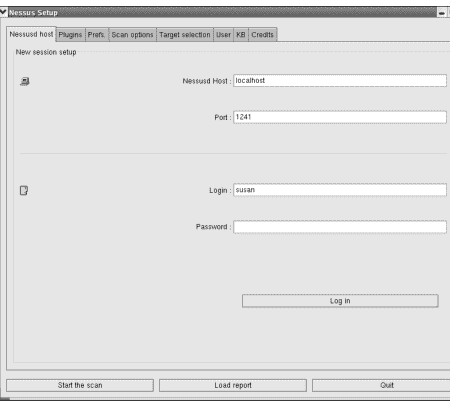 Nessus Setup
Nessusd host Plugins Prefs. Scan options Target selection User KB Credits
New session setup
Nessusd Host : localhost
Port : 1241
Login : susan
Password :
Log in
Start the scan Load report Quit